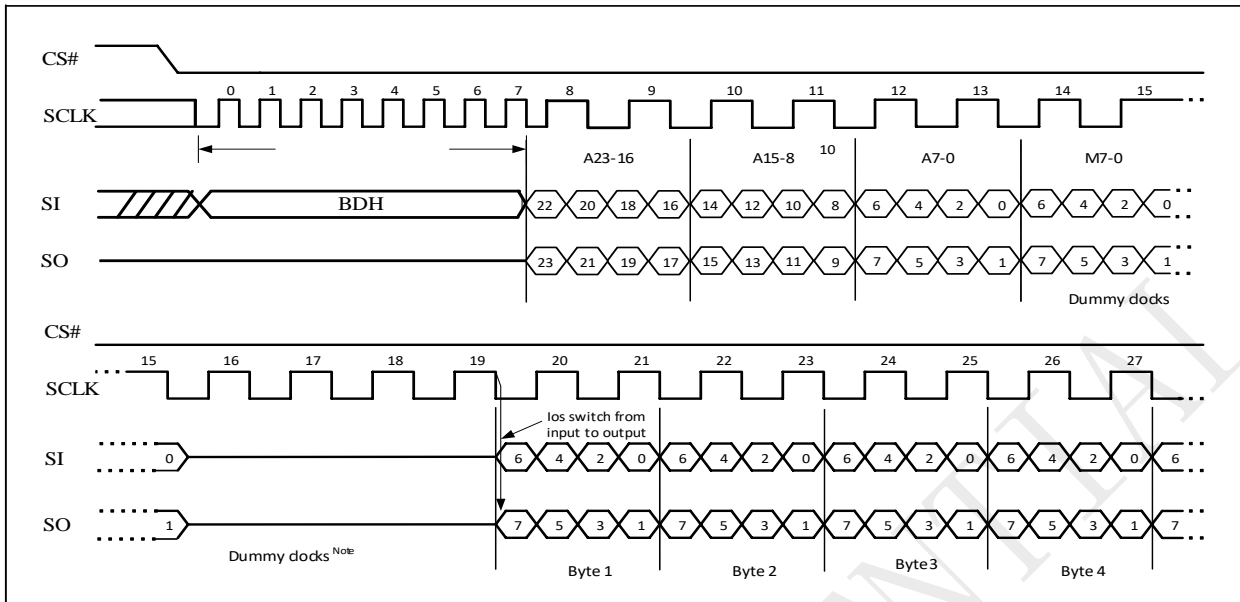 CS#
0 1 2 3 4 5 6 7 8 9 10 11 12 13 14 15
SCLK
A23-16 A15-8 10 A7-0 M7-0
SI BDH 22 20 18 16 14 12 10 8 6 4 2 0 6 4 2 0
SO 23 21 19 17 15 13 11 9 7 5 3 1 7 5 3 1
Dummy clocks
CS#
15 16 17 18 19 20 21 22 23 24 25 26 27
SCLK
Ios switch from
input to output
SI 0 6 4 2 0 6 4 2 0 6 4 2 0 6 4 2 0 6
SO 1 7 5 3 1 7 5 3 1 7 5 3 1 7 5 3 1 7
Dummy clocks Note
Byte 1 Byte 2 Byte3 Byte 4
NTIAL